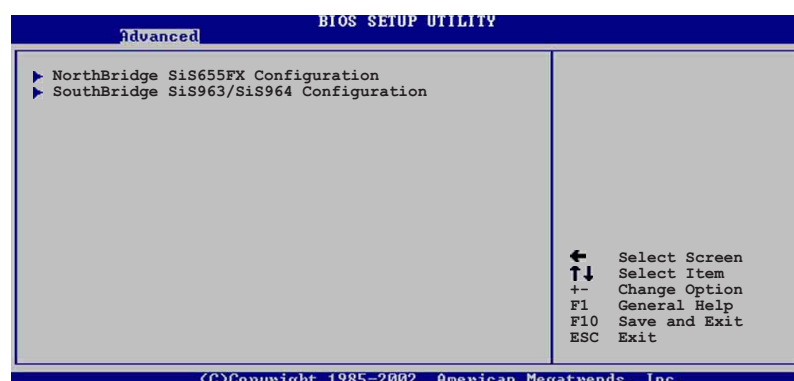 BIOS SETUP UTILITY
Advanced
NorthBridge SiS655FX Configuration
SouthBridge SiS963/SiS964 Configuration
← Select Screen
↑↓ Select Item
+- Change Option
F1 General Help
F10 Save and Exit
ESC Exit
(C)Copyright 1985-2002, American Megatrends, Inc.